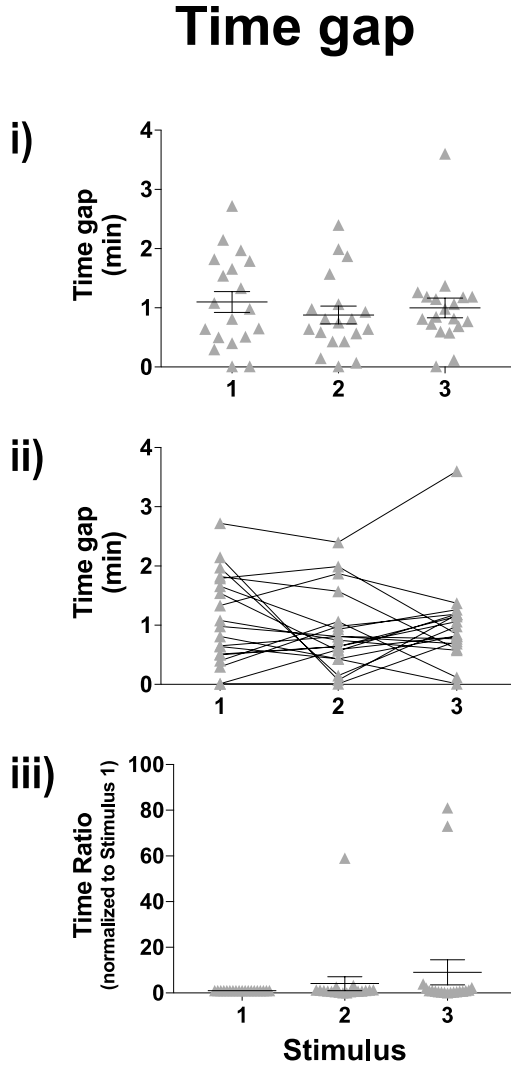 Time gap
i)
Time gap
(min)
4
3
2
1
0
1 2 3
ii)
Time gap
(min)
4
3
2
1
0
1 2 3
iii)
Time Ratio
(normalized to Stimulus 1)
100
80
60
40
20
0
1 2 3
Stimulus